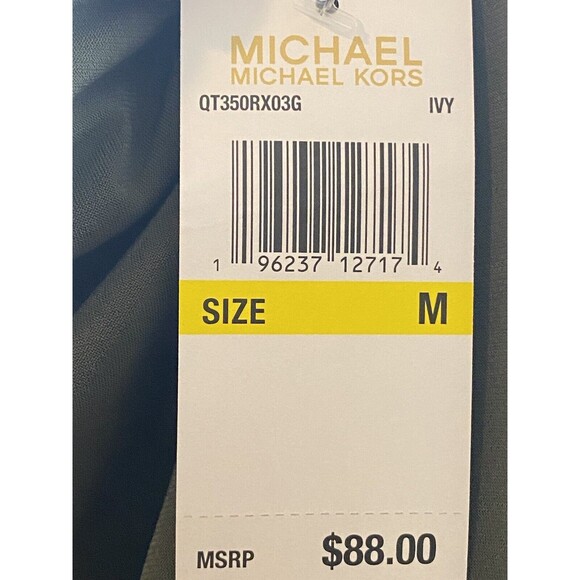 MICHAEL
MICHAEL KORS
QT350RX03G IVY
1 96237 12717 4
SIZE M
MSRP $88.00